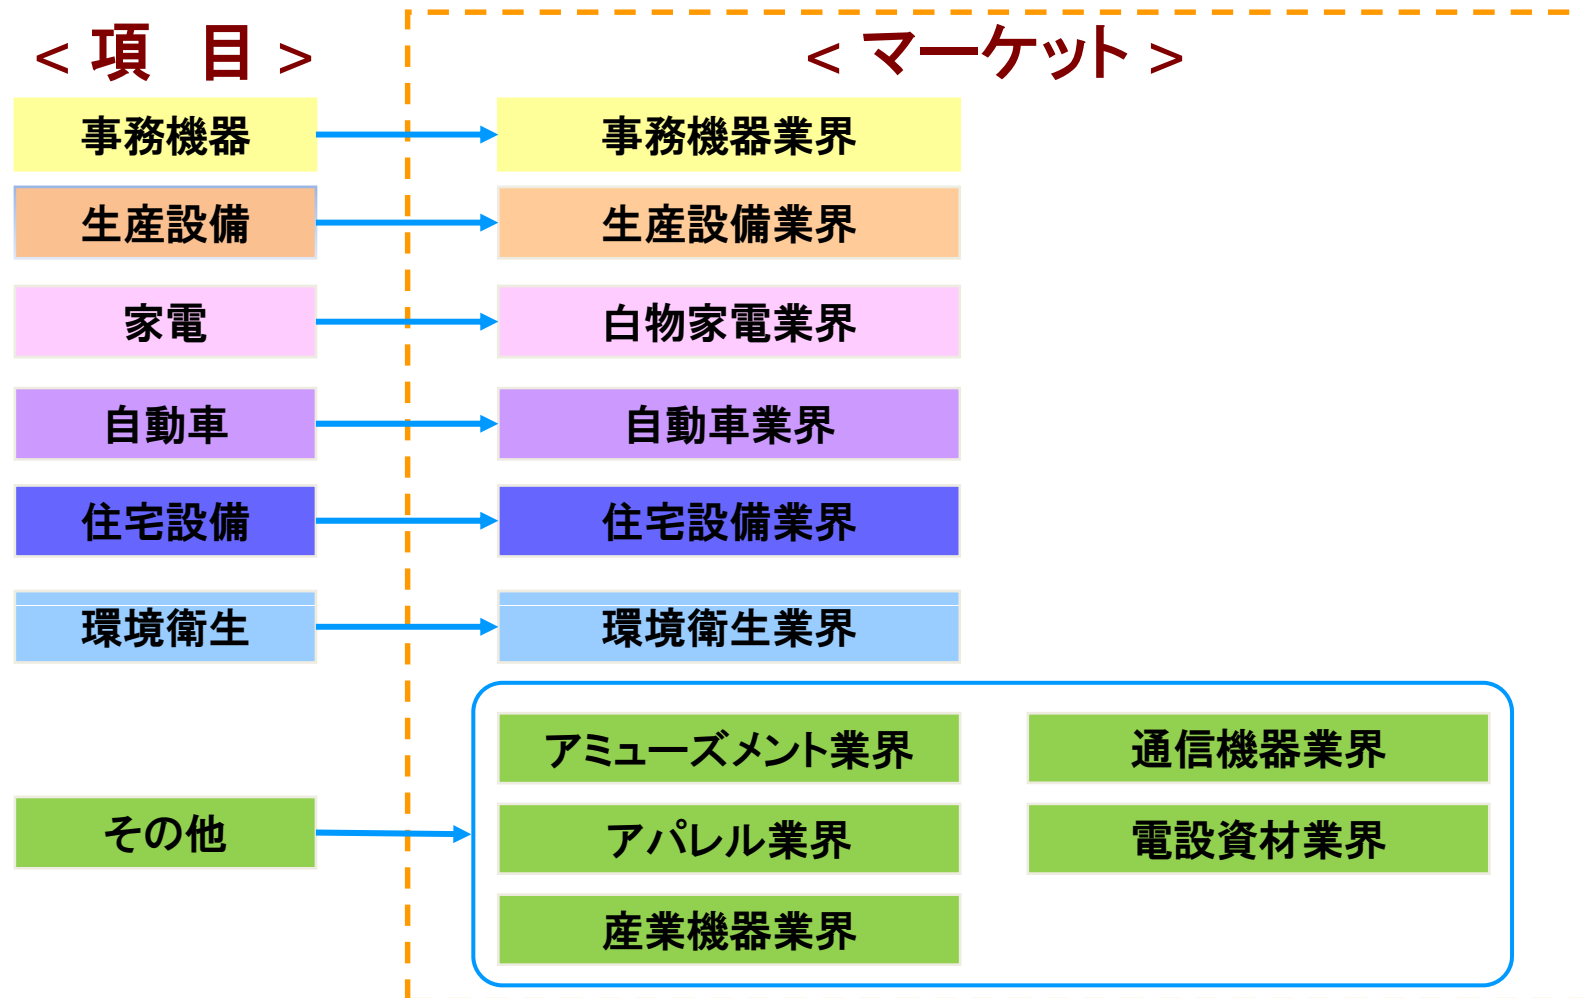 < 項　目 >
< マーケット >
事務機器
事務機器業界
生産設備
生産設備業界
家電
白物家電業界
自動車
自動車業界
住宅設備
住宅設備業界
環境衛生
環境衛生業界
その他
アミューズメント業界
通信機器業界
アパレル業界
電設資材業界
産業機器業界